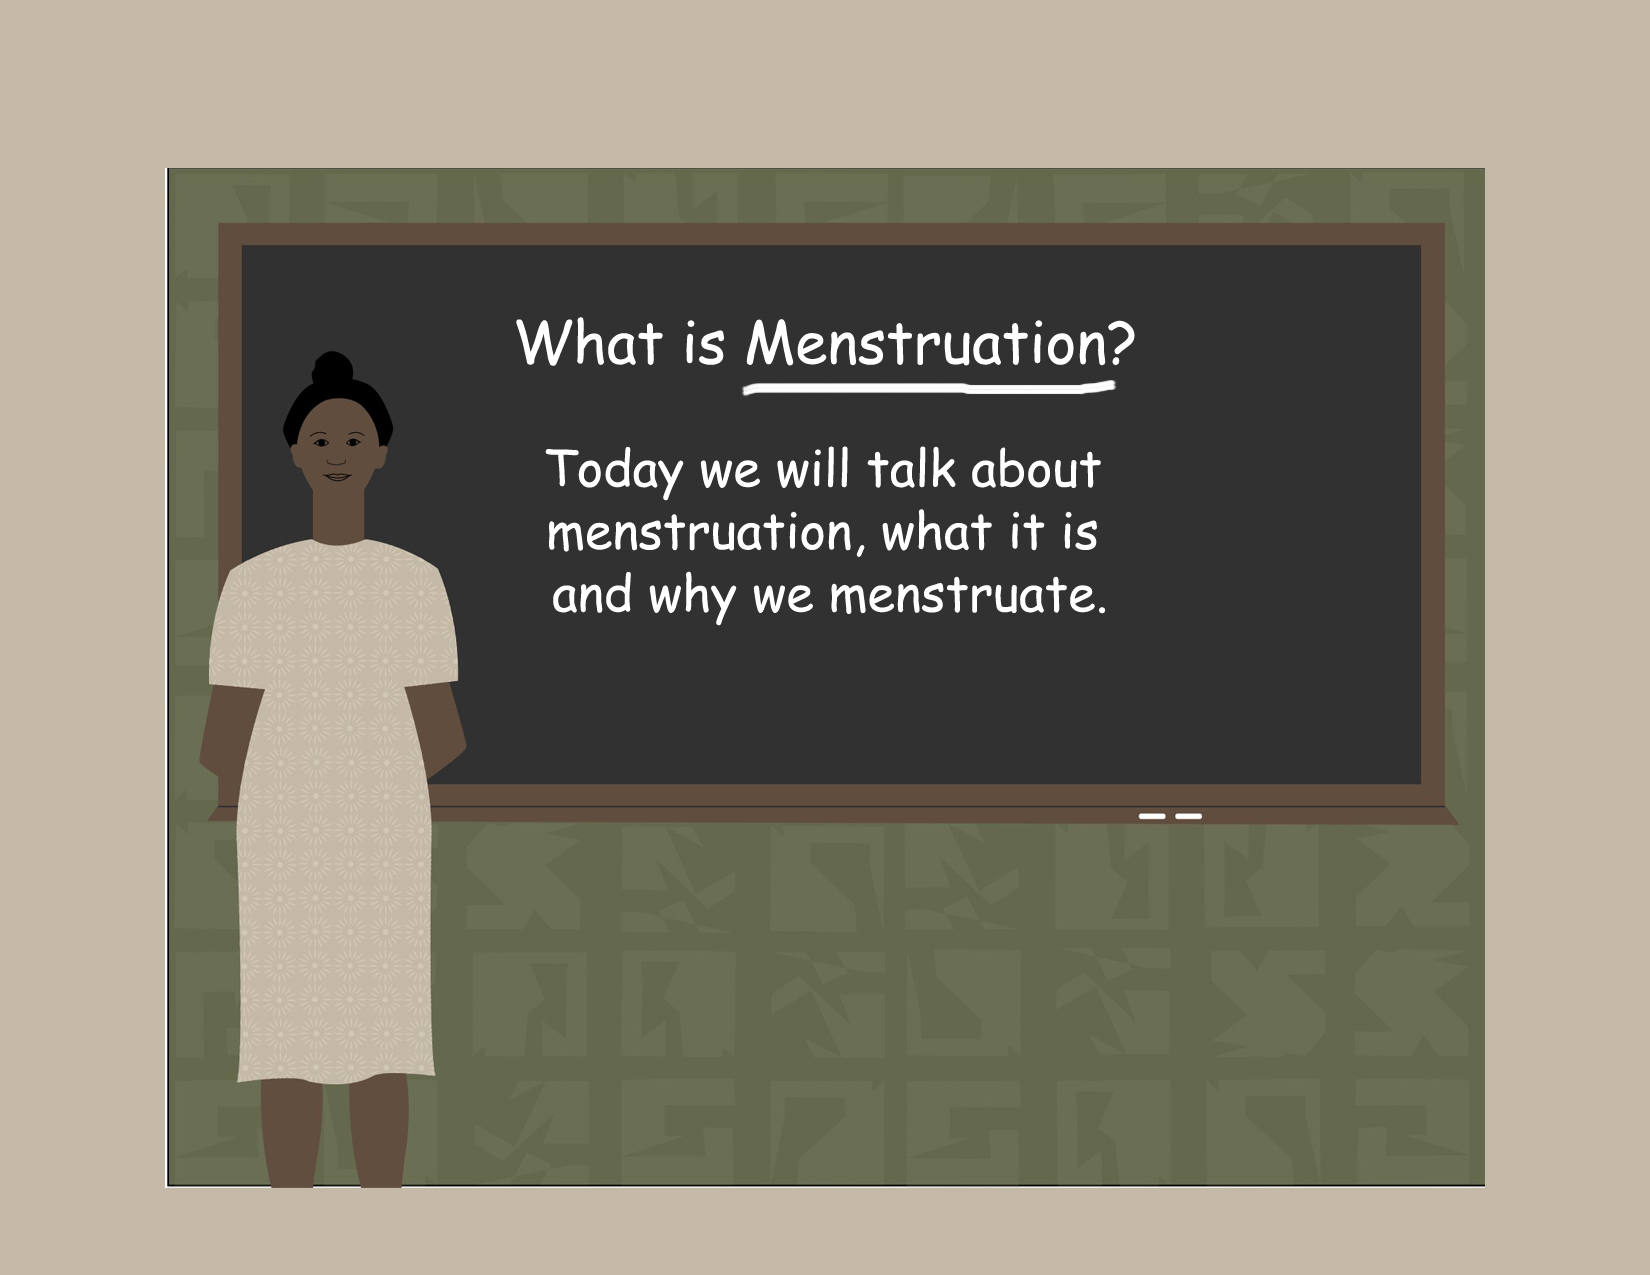 What is Menstruation?
Today we will talk about
menstruation, what it is
and why we menstruate.